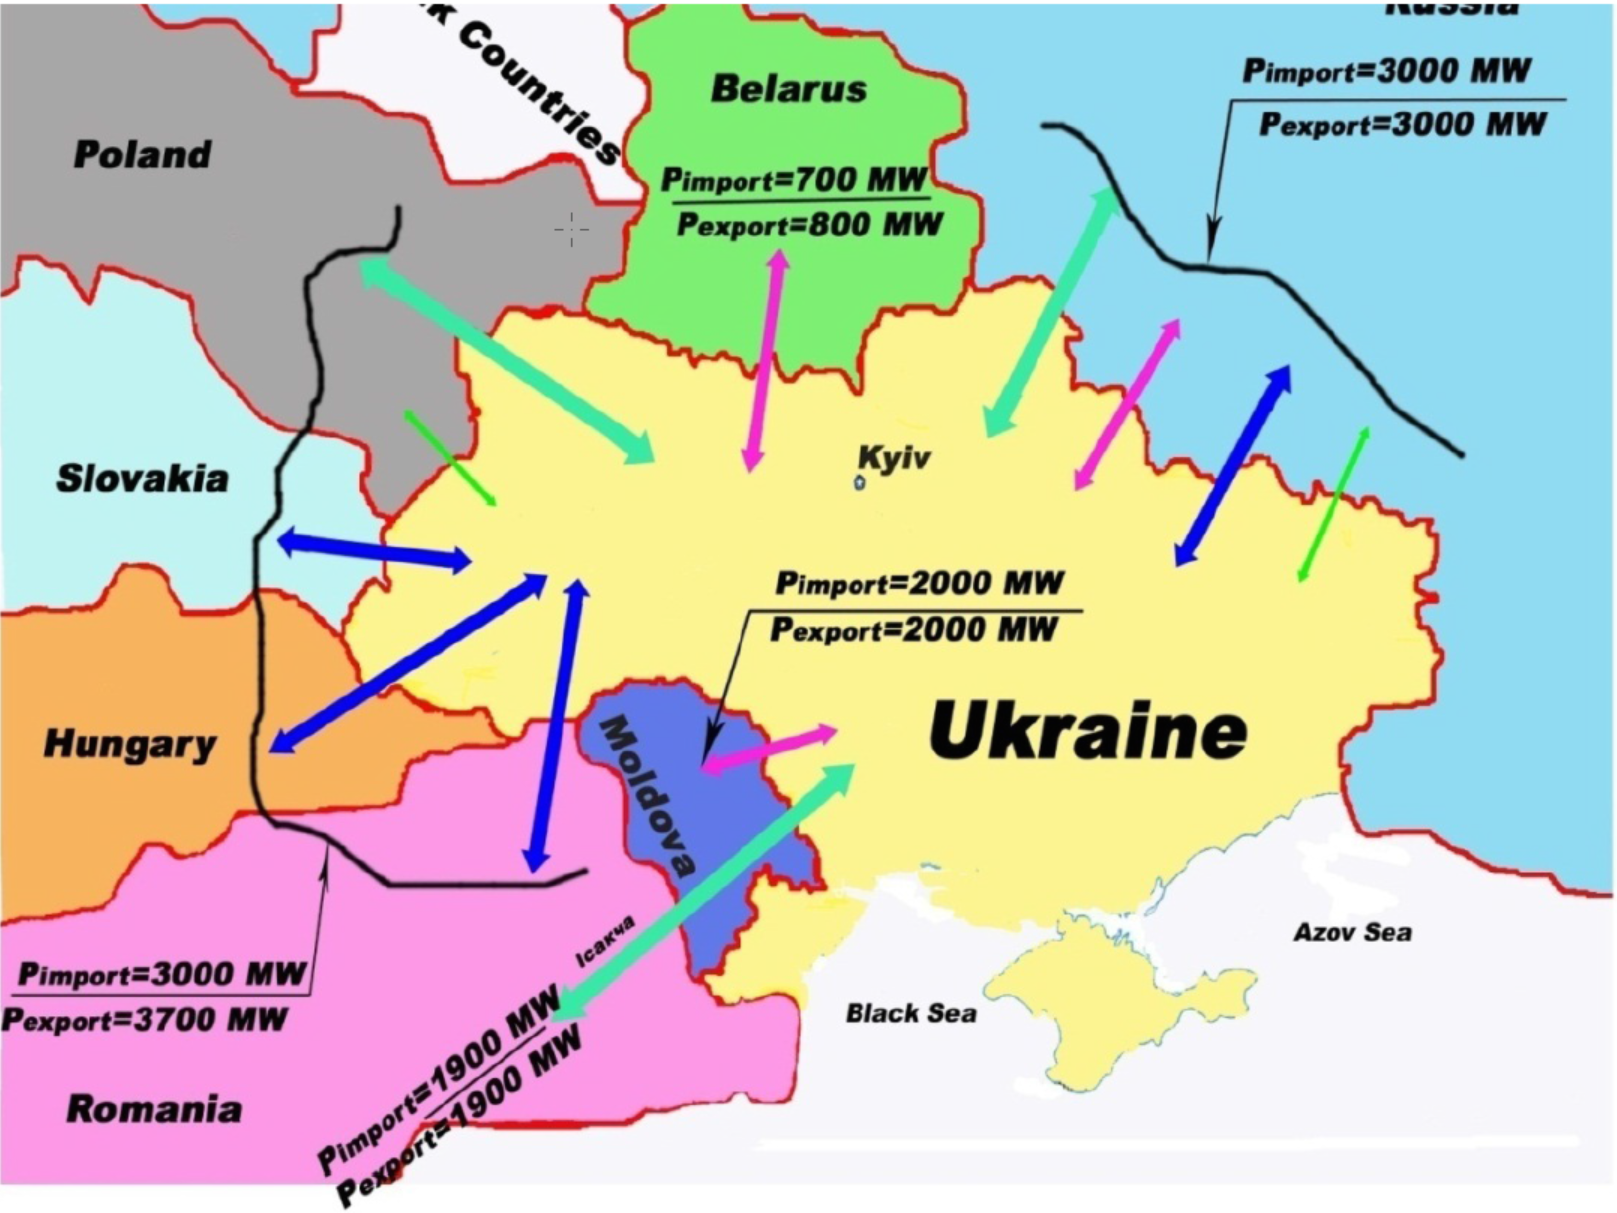 Russia
k Countries
Pimport=3000 MW
Pexport=3000 MW
Belarus
Poland
Pimport=700 MW
Pexport=800 MW
Kyiv
Slovakia
Pimport=2000 MW
Pexport=2000 MW
Ukraine
Moldova
Hungary
Ісакча
Azov Sea
Pimport=3000 MW
Pexport=3700 MW
Black Sea
Pimport=1900 MW
Pexport=1900 MW
Romania